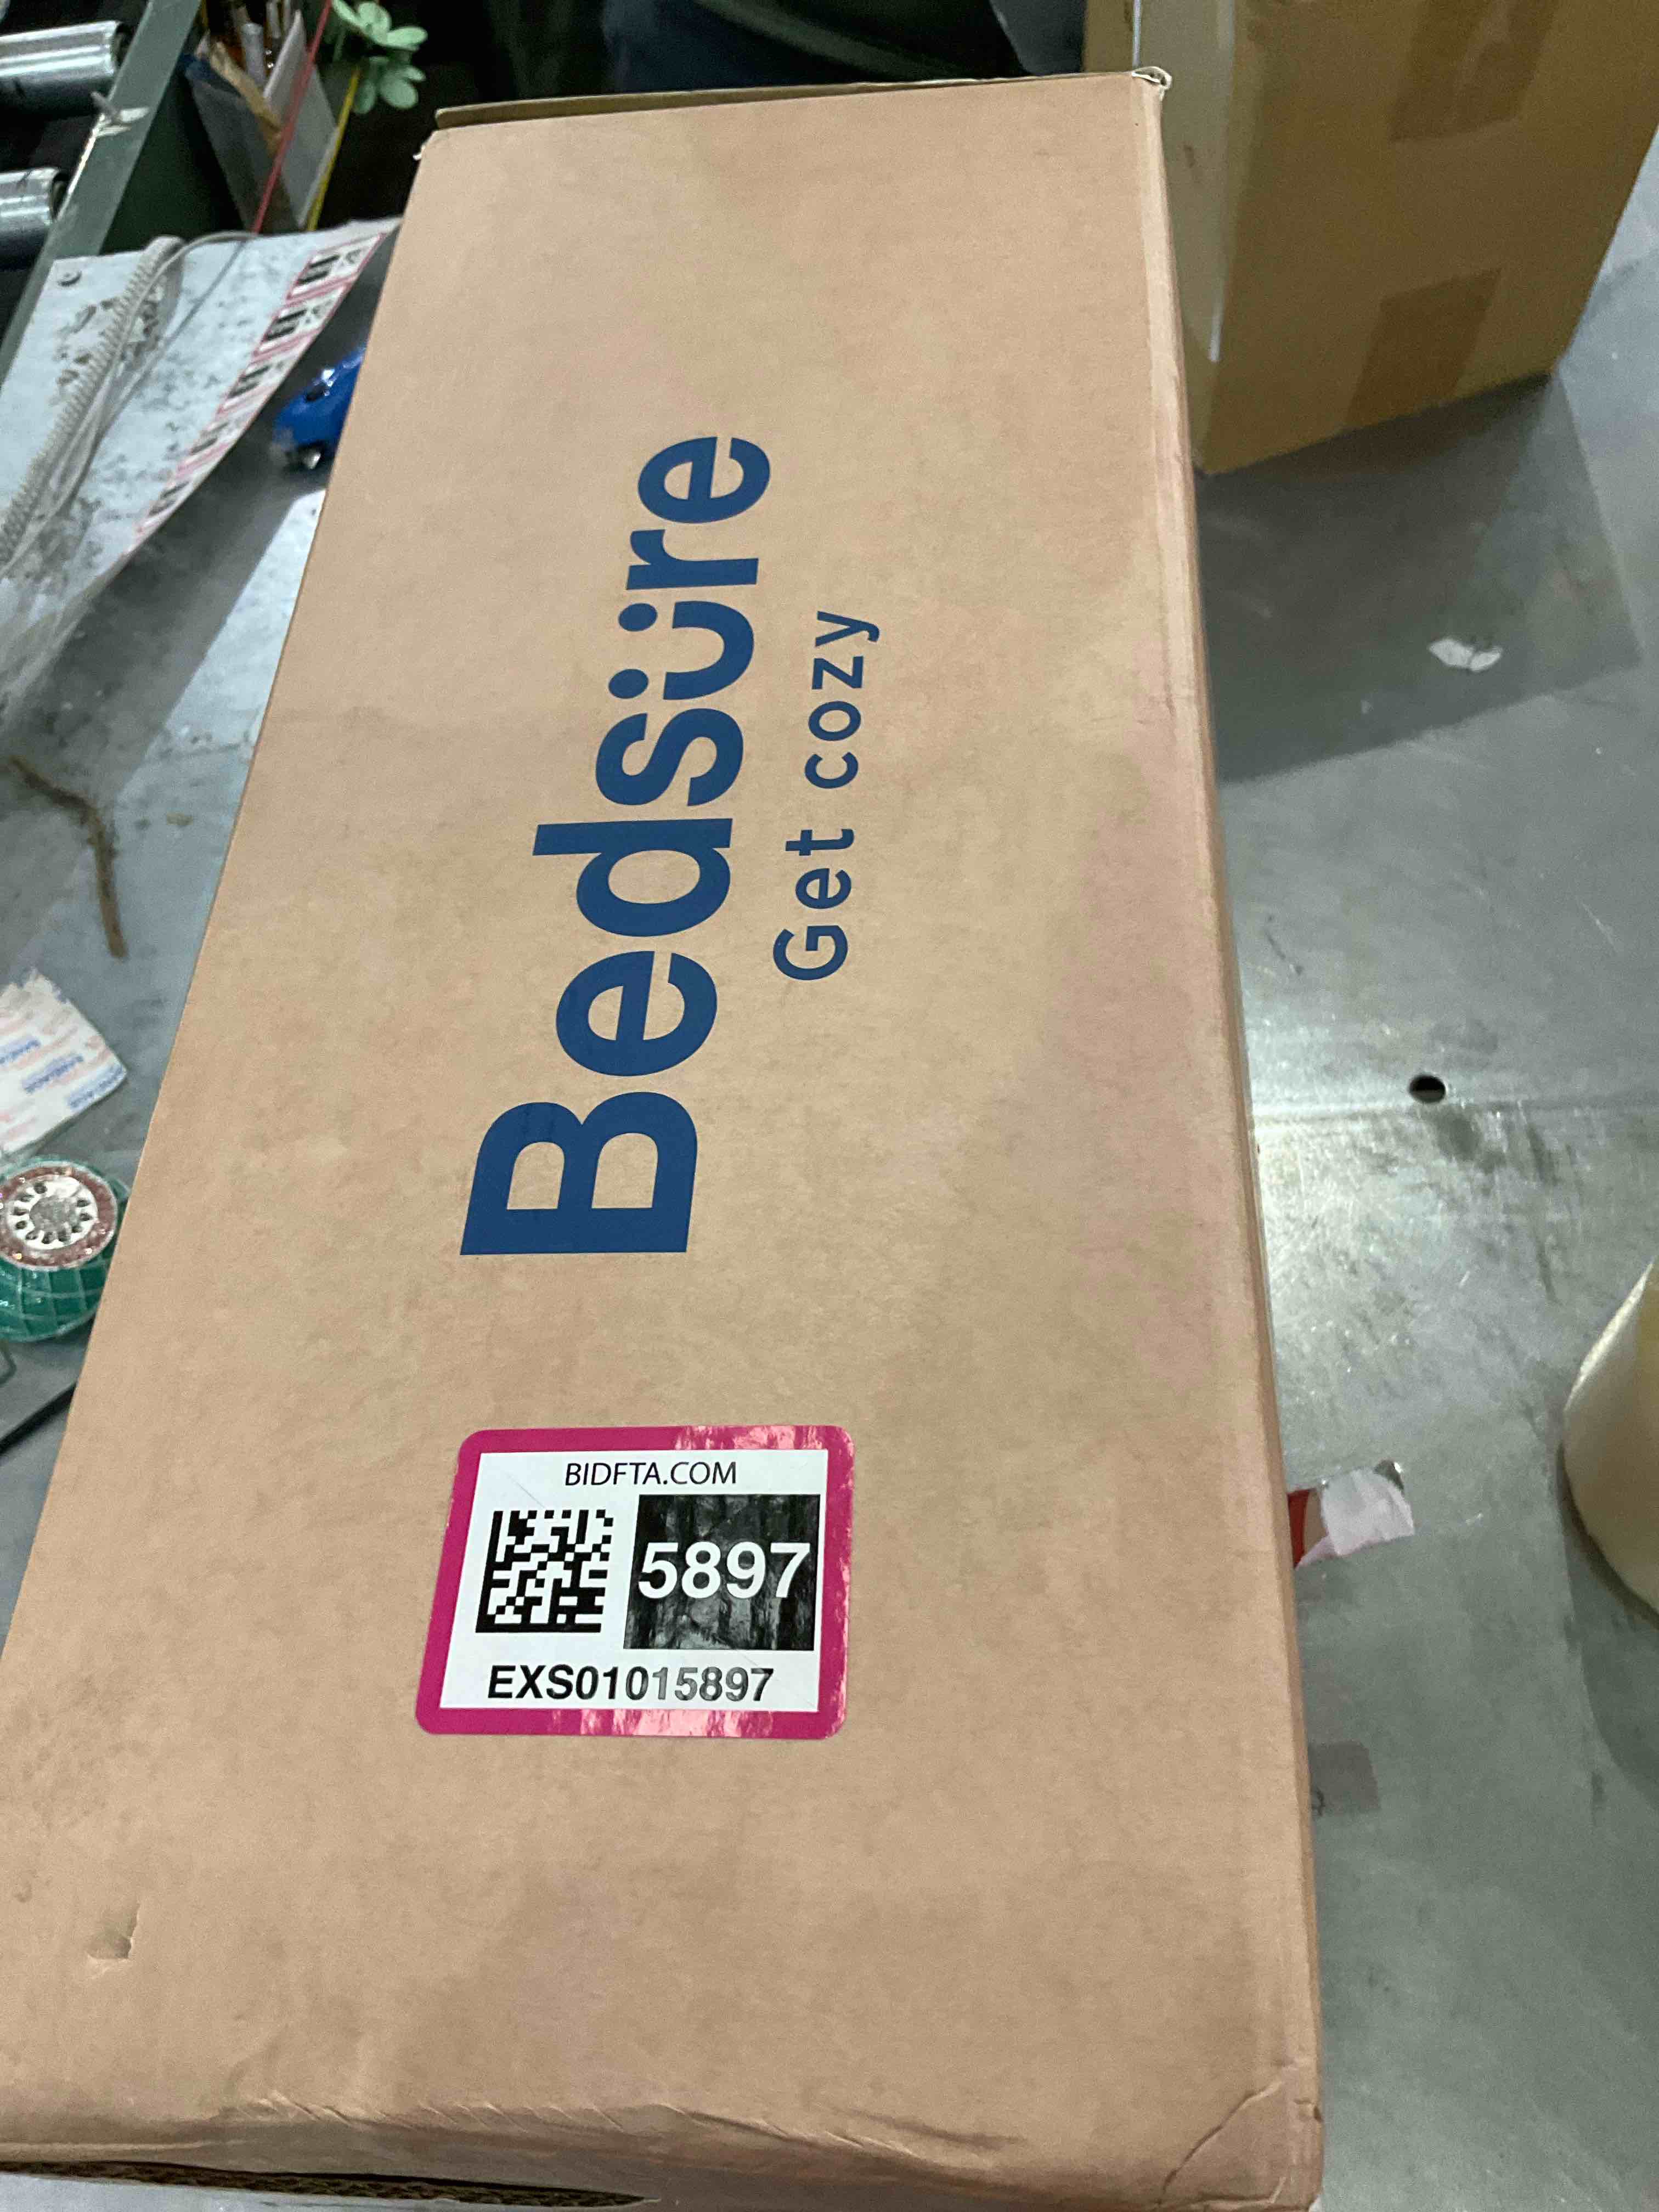 Bedsüre
Get cozy
BIDFTA.COM
5897
EXS01015897